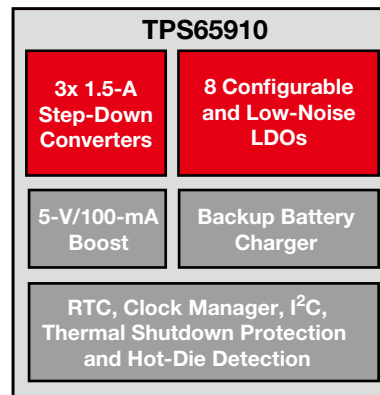 TPS65910
3x 1.5-A
Step-Down
Converters
8 Configurable
and Low-Noise
LDOs
5-V/100-mA
Boost
Backup Battery
Charger
RTC, Clock Manager, I²C,
Thermal Shutdown Protection
and Hot-Die Detection